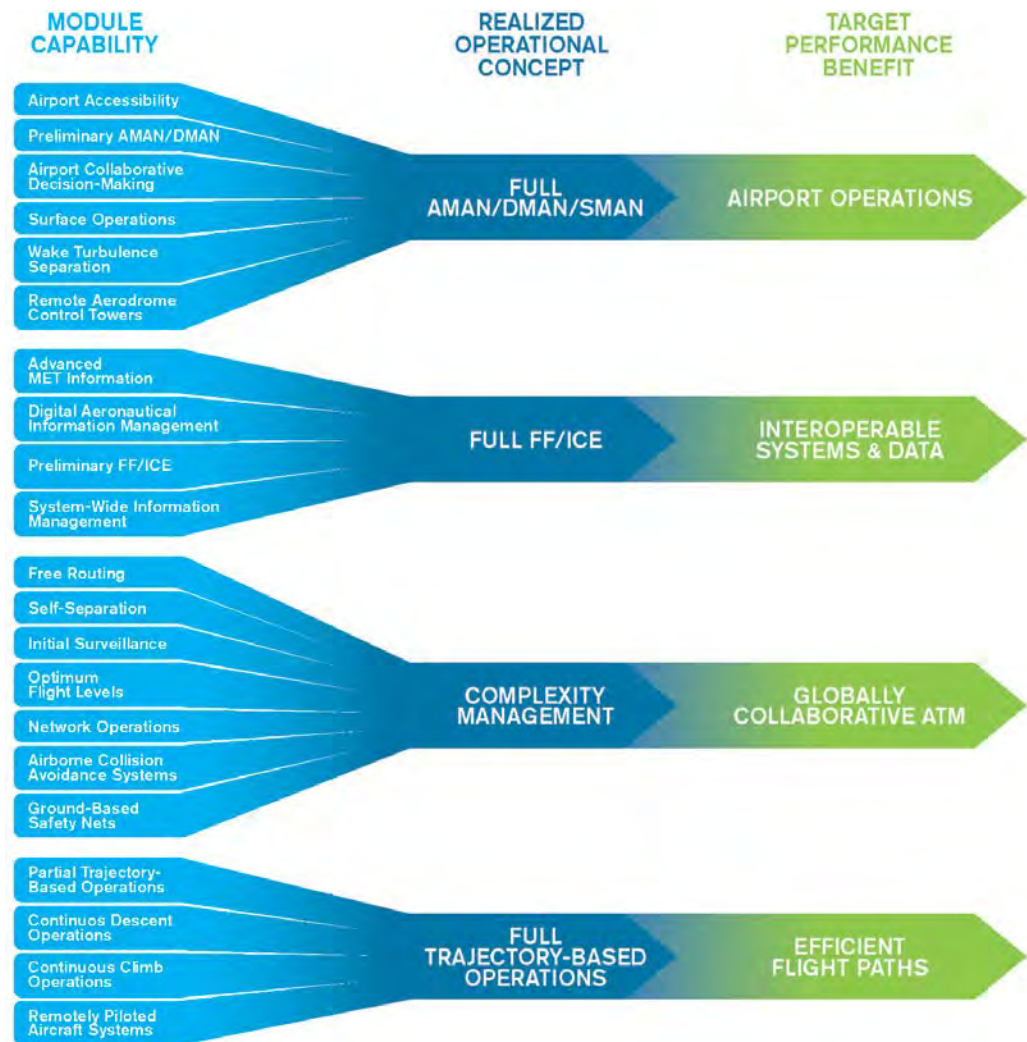 MODULE
CAPABILITY
REALIZED
OPERATIONAL
CONCEPT
TARGET
PERFORMANCE
BENEFIT
Airport Accessibility
Preliminary AMAN/DMAN
Airport Collaborative
Decision-Making
Surface Operations
Wake Turbulence
Separation
Remote Aerodrome
Control Towers
FULL
AMAN/DMAN/SMAN
AIRPORT OPERATIONS
Advanced
MET Information
Digital Aeronautical
Information Management
Preliminary FF/ICE
System-Wide Information
Management
FULL FF/ICE
INTEROPERABLE
SYSTEMS & DATA
Free Routing
Self-Separation
Initial Surveillance
Optimum
Flight Levels
Network Operations
Airborne Collision
Avoidance Systems
Ground-Based
Safety Nets
COMPLEXITY
MANAGEMENT
GLOBALLY
COLLABORATIVE ATM
Partial Trajectory-
Based Operations
Continuos Descent
Operations
Continuous Climb
Operations
Remotely Piloted
Aircraft Systems
FULL
TRAJECTORY-BASED
OPERATIONS
EFFICIENT
FLIGHT PATHS